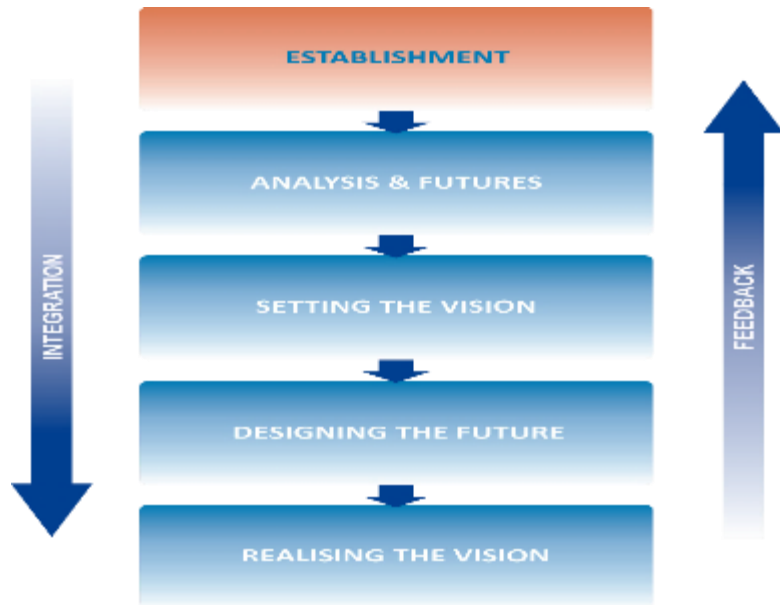 ESTABLISHMENT
ANALYSIS & FUTURES
SETTING THE VISION
DESIGNING THE FUTURE
REALISING THE VISION
INTEGRATION
FEEDBACK